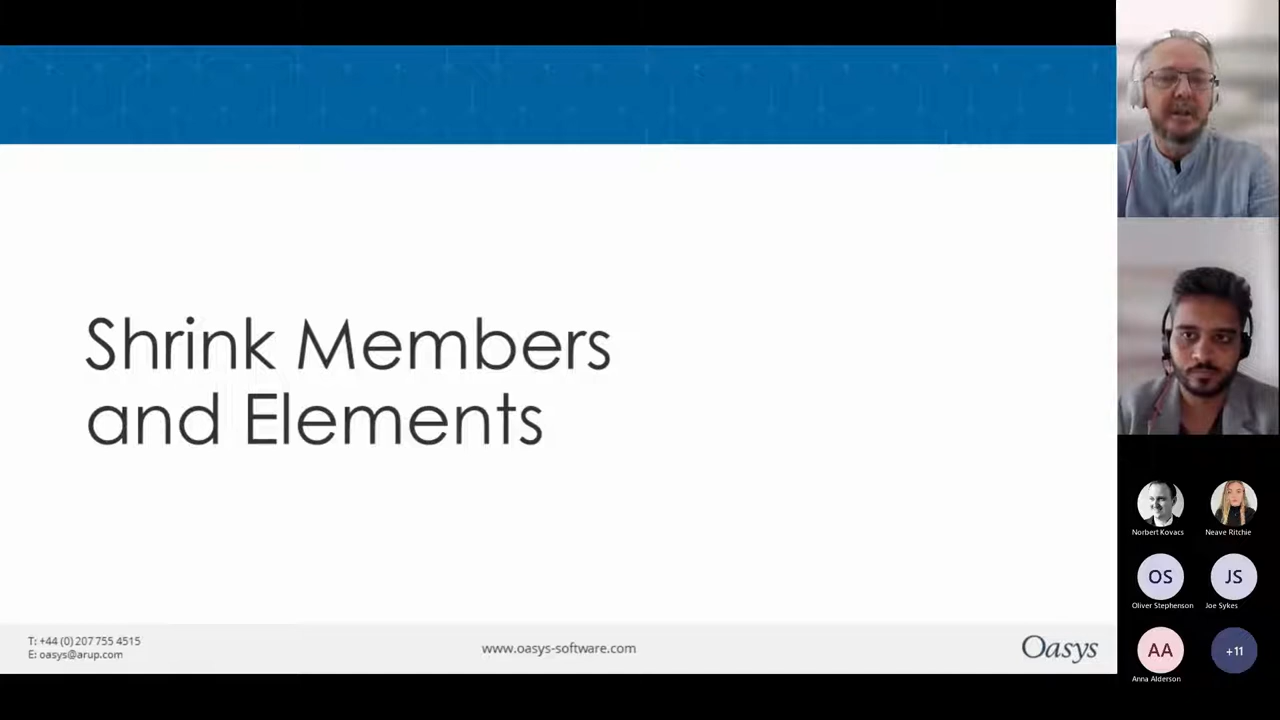 Shrink Members
and Elements
T: +44 (0) 207 755 4515
E: oasys@arup.com
www.oasys-software.com
Oasys
Norbert Kovacs
Neave Ritchie
OS
JS
Oliver Stephenson
Joe Sykes
AA
+11
Anna Alderson